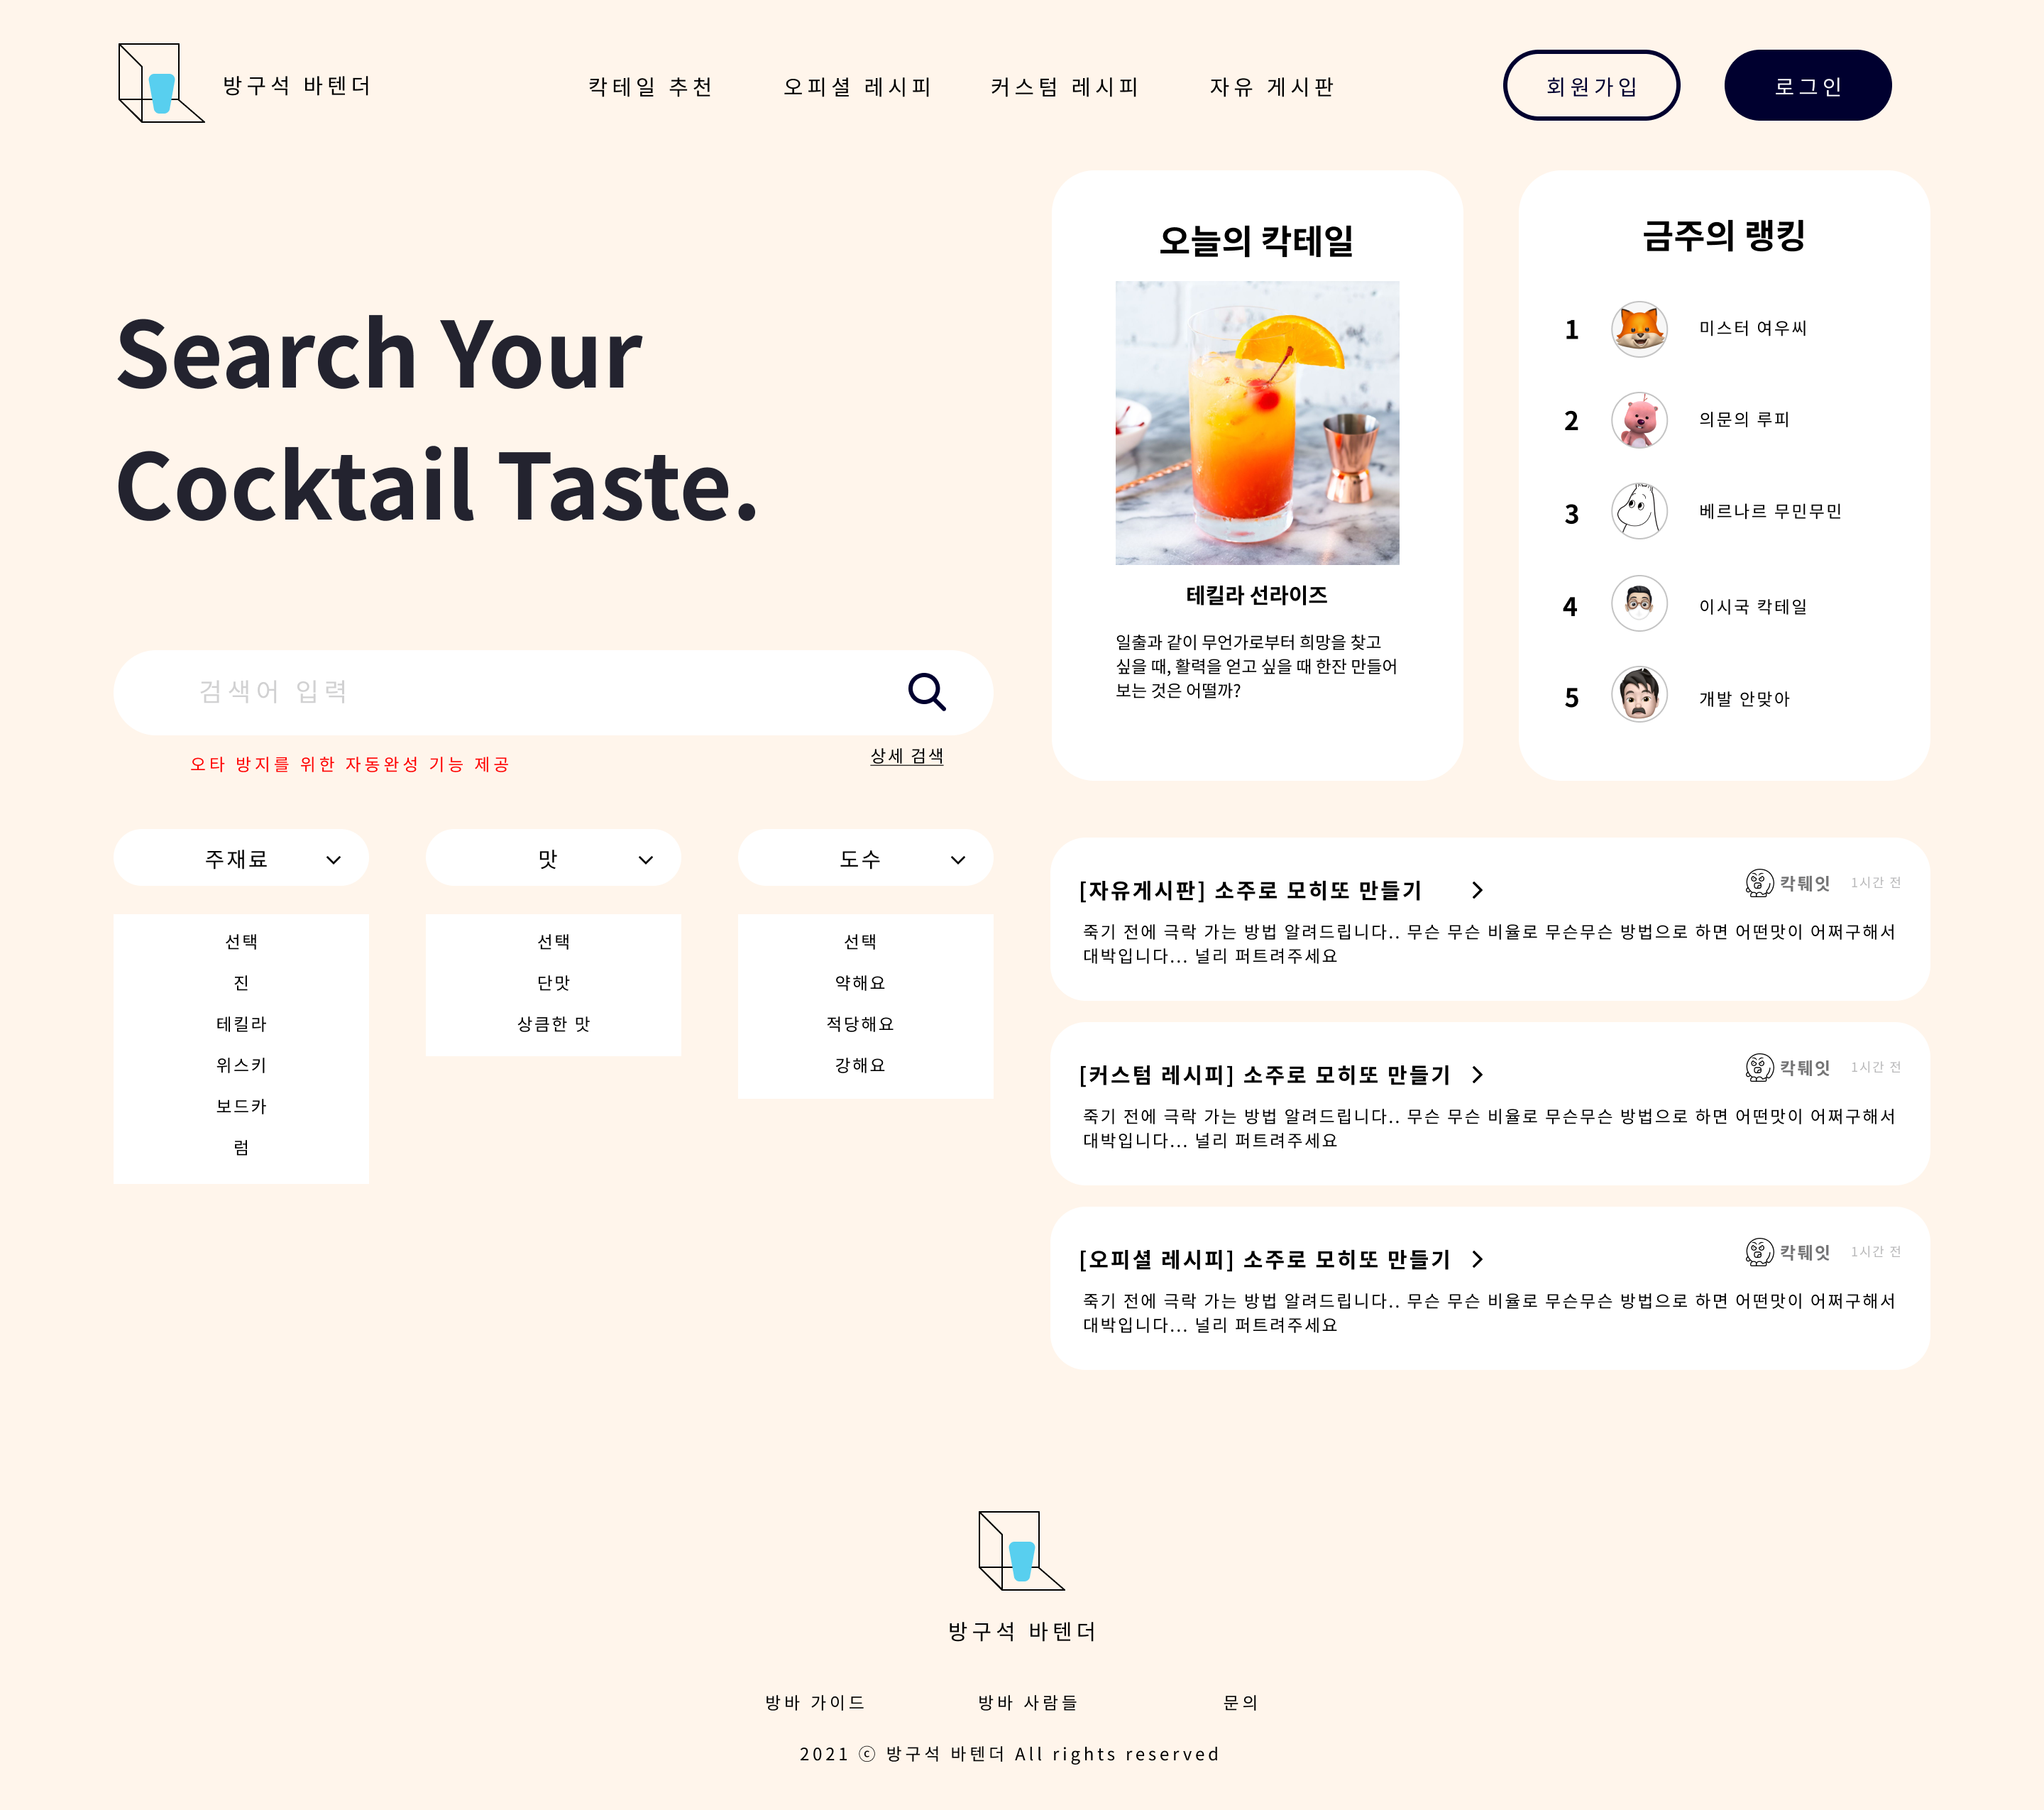 방구석 바텐더
칵테일 추천
오피셜 레시피
커스텀 레시피
자유 게시판
회원가입
로그인
Search Your
Cocktail Taste.
검색어 입력
오타 방지를 위한 자동완성 기능 제공
상세 검색
주재료
선택
진
테킬라
위스키
보드카
럼
맛
선택
단맛
상큼한 맛
도수
선택
약해요
적당해요
강해요
오늘의 칵테일
테킬라 선라이즈
일출과 같이 무언가로부터 희망을 찾고
싶을 때, 활력을 얻고 싶을 때 한잔 만들어
보는 것은 어떨까?
금주의 랭킹
1 미스터 여우씨
2 의문의 루피
3 베르나르 무민무민
4 이시국 칵테일
5 개발 안맞아
[자유게시판] 소주로 모히또 만들기
칵퉤잇 1시간 전
죽기 전에 극락 가는 방법 알려드립니다.. 무슨 무슨 비율로 무슨무슨 방법으로 하면 어떤맛이 어쩌구해서
대박입니다... 널리 퍼트려주세요
[커스텀 레시피] 소주로 모히또 만들기
칵퉤잇 1시간 전
죽기 전에 극락 가는 방법 알려드립니다.. 무슨 무슨 비율로 무슨무슨 방법으로 하면 어떤맛이 어쩌구해서
대박입니다... 널리 퍼트려주세요
[오피셜 레시피] 소주로 모히또 만들기
칵퉤잇 1시간 전
죽기 전에 극락 가는 방법 알려드립니다.. 무슨 무슨 비율로 무슨무슨 방법으로 하면 어떤맛이 어쩌구해서
대박입니다... 널리 퍼트려주세요
방구석 바텐더
방바 가이드
방바 사람들
문의
2021 ⓒ 방구석 바텐더 All rights reserved